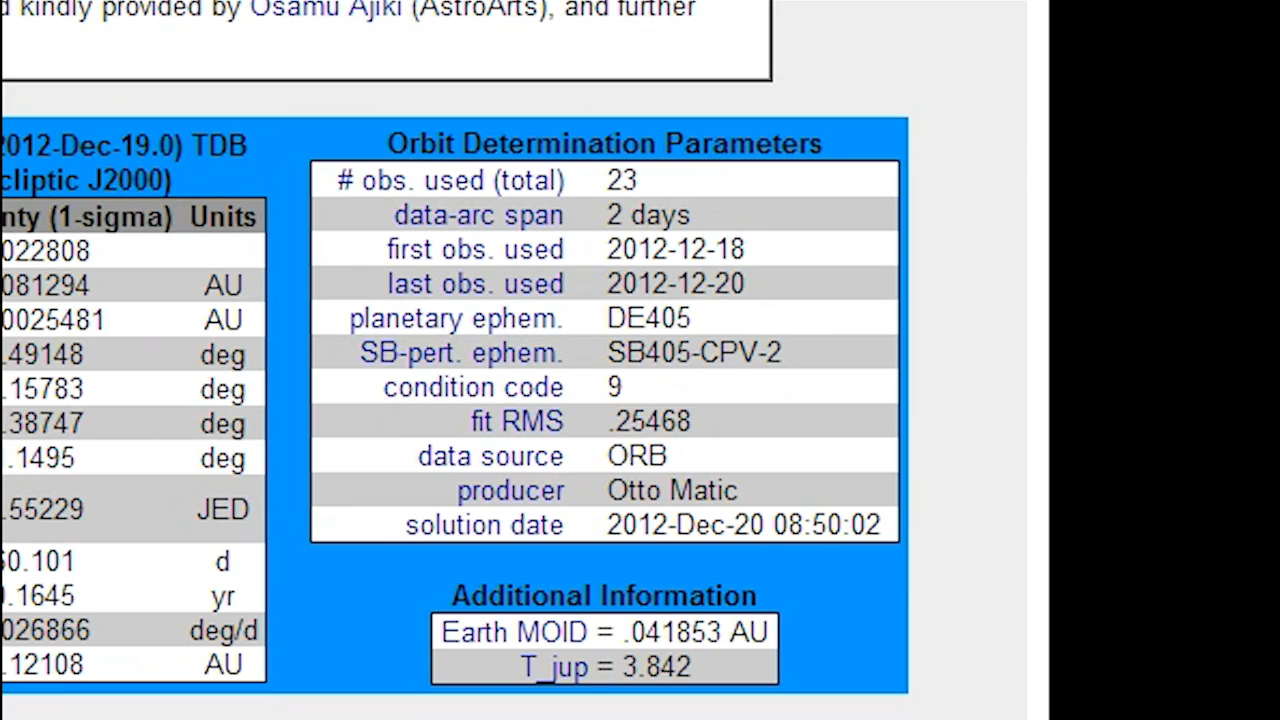 kindly provided by Osamu Ajiki (AstroArts), and further
2012-Dec-19.0) TDB
cliptic J2000)
nty (1-sigma) Units
022808
081294 AU
0025481 AU
.49148 deg
.15783 deg
.38747 deg
.1495 deg
.55229 JED
60.101 d
.1645 yr
026866 deg/d
.12108 AU
Orbit Determination Parameters
# obs. used (total) 23
data-arc span 2 days
first obs. used 2012-12-18
last obs. used 2012-12-20
planetary ephem. DE405
SB-pert. ephem. SB405-CPV-2
condition code 9
fit RMS .25468
data source ORB
producer Otto Matic
solution date 2012-Dec-20 08:50:02
Additional Information
Earth MOID = .041853 AU
T_jup = 3.842